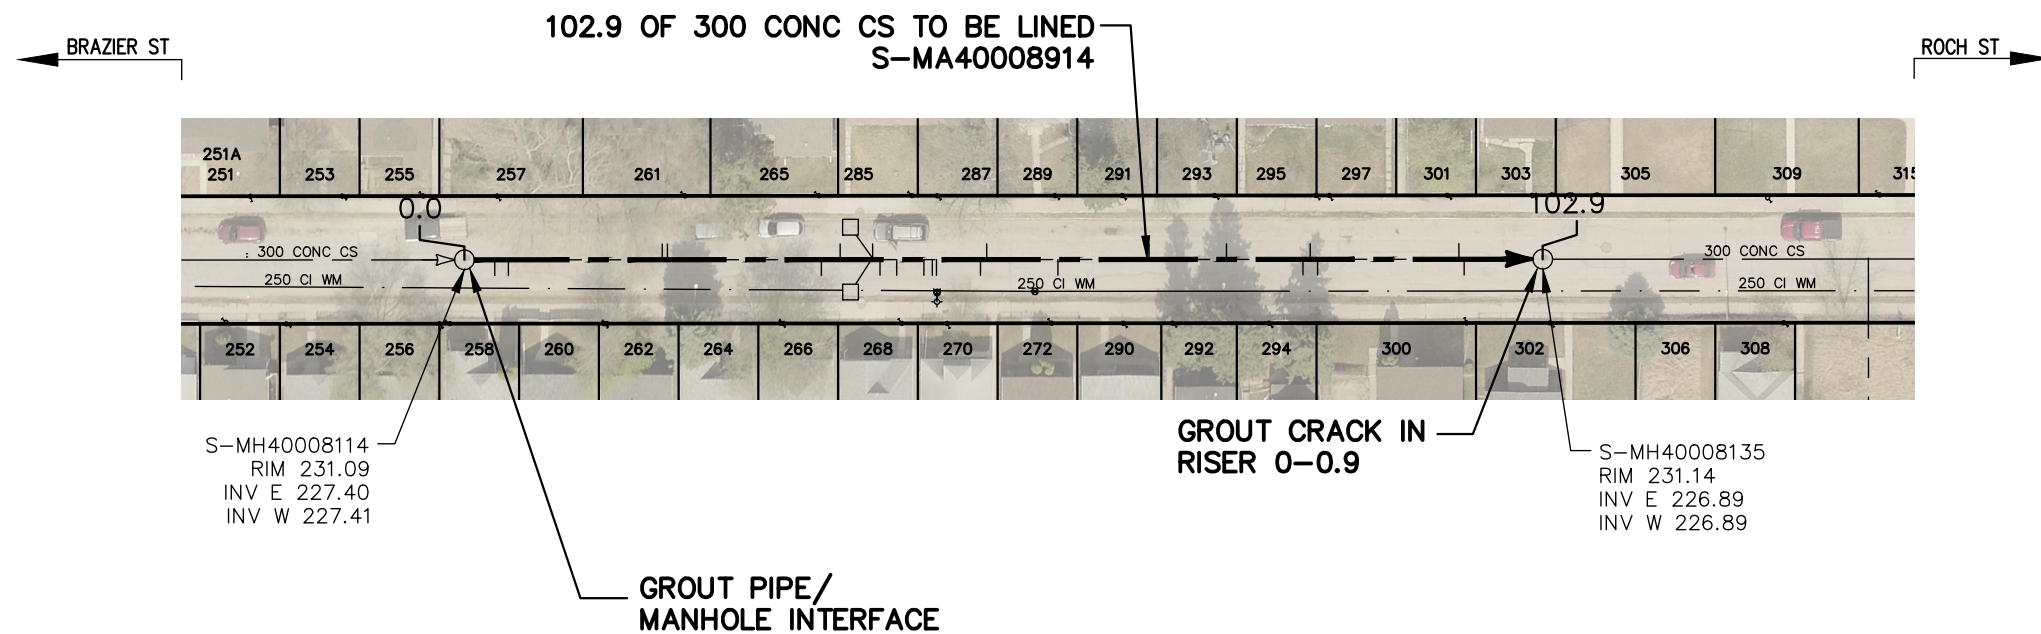 102.9 OF 300 CONC CS TO BE LINED
S-MA40008914
BRAZIER ST
ROCH ST
251A
251
253
255
257
261
265
285
287
289
291
293
295
297
301
303
305
309
0.0
102.9
300 CONC CS
300 CONC CS
250 CI WM
250 CI WM
250 CI WM
252
254
256
258
260
262
264
266
268
270
272
290
292
294
300
302
306
308
S-MH40008114
RIM 231.09
INV E 227.40
INV W 227.41
GROUT CRACK IN
RISER 0-0.9
S-MH40008135
RIM 231.14
INV E 226.89
INV W 226.89
GROUT PIPE/
MANHOLE INTERFACE